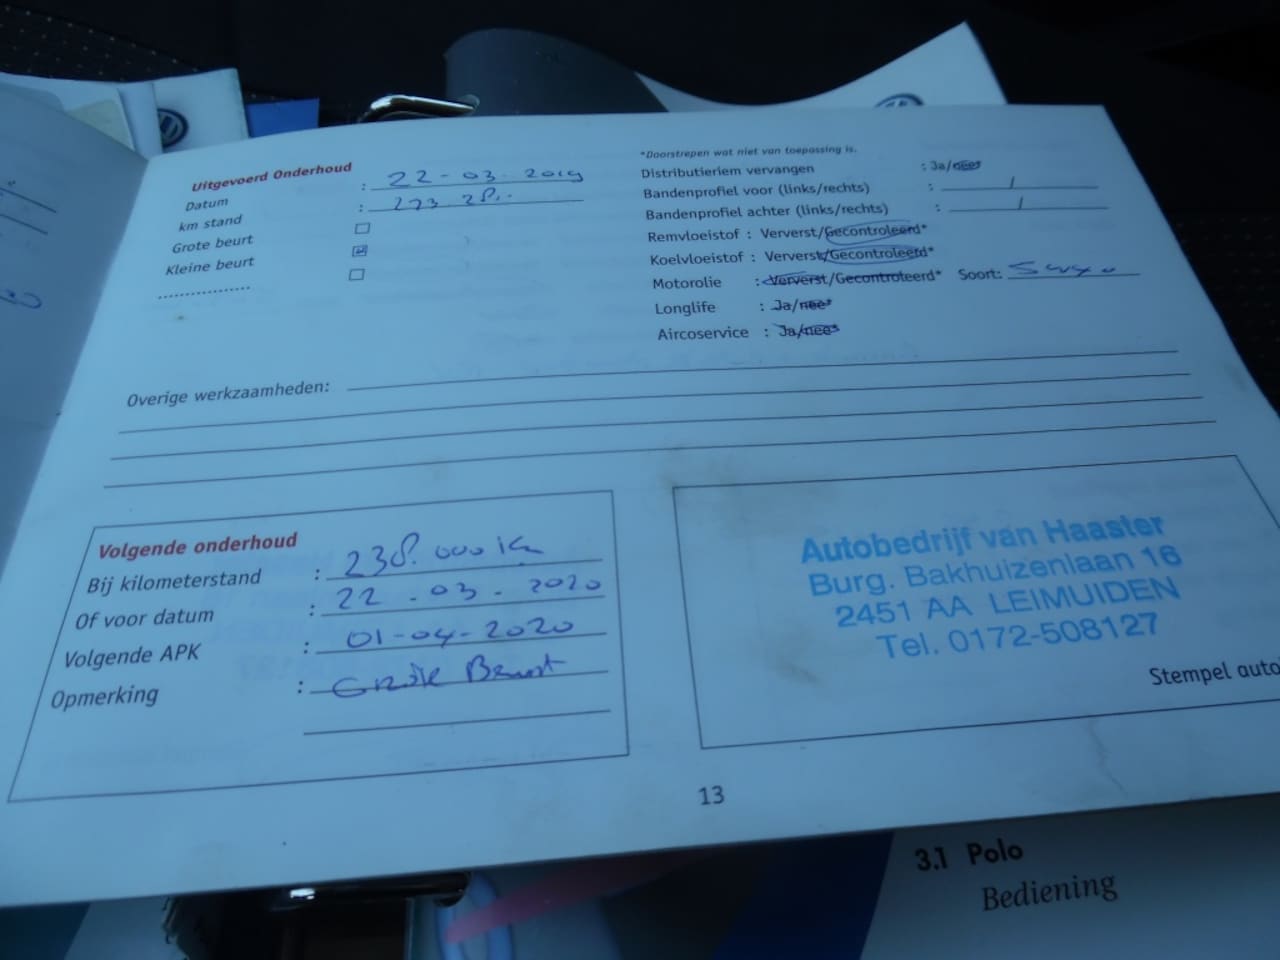 *Doorstrepen wat niet van toepassing is.
Uitgevoerd Onderhoud
Datum : 22-03-2019
km stand :
Grote beurt
Kleine beurt
Distributieriem vervangen : Ja/nee*
Bandenprofiel voor (links/rechts) : /
Bandenprofiel achter (links/rechts) : /
Remvloeistof : Ververst/Gecontroleerd*
Koelvloeistof : Ververst/Gecontroleerd*
Motorolie : Ververst/Gecontroleerd* Soort:
Longlife : Ja/nee*
Aircoservice : Ja/nee*
Overige werkzaamheden:
Volgende onderhoud
Bij kilometerstand : 238.000 Km
Of voor datum : 22-03-2020
Volgende APK : 01-04-2020
Opmerking : Grote Beurt
Autobedrijf van Haaster
Burg. Bakhuizenlaan 16
2451 AA LEIMUIDEN
Tel. 0172-508127
Stempel auto
13
3.1 Polo
Bediening